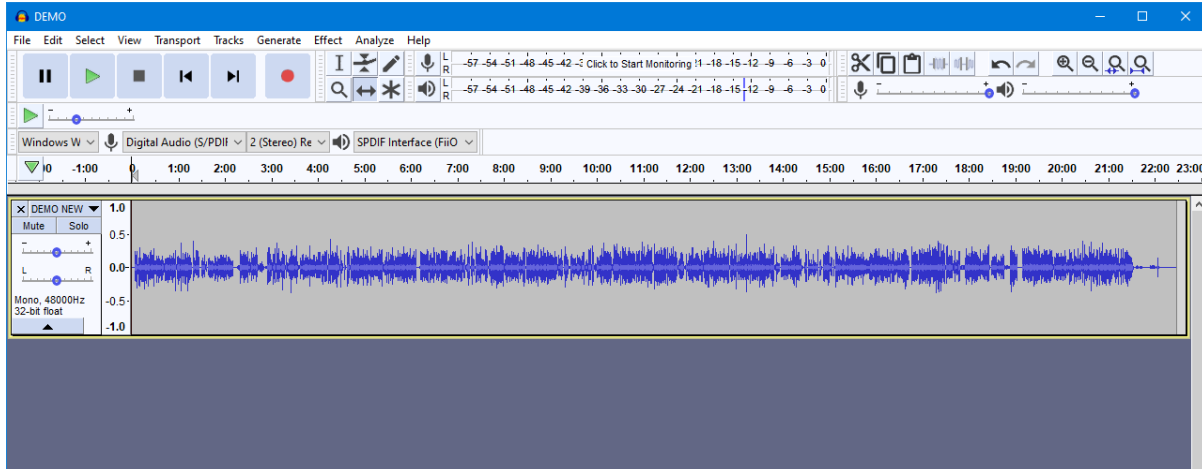 DEMO
File Edit Select View Transport Tracks Generate Effect Analyze Help
L
R
-57 -54 -51 -48 -45 -42 Click to Start Monitoring -18 -15 -12 -9 -6 -3 0
L
R
-57 -54 -51 -48 -45 -42 -39 -36 -33 -30 -27 -24 -21 -18 -15 -12 -9 -6 -3 0
- +
Windows W Digital Audio (S/PDIF 2 (Stereo) Re SPDIF Interface (FiiO
-1:00 0 1:00 2:00 3:00 4:00 5:00 6:00 7:00 8:00 9:00 10:00 11:00 12:00 13:00 14:00 15:00 16:00 17:00 18:00 19:00 20:00 21:00 22:00 23:00
DEMO NEW 1.0
Mute Solo
- + 0.5
L R 0.0
Mono, 48000Hz -0.5
32-bit float
-1.0